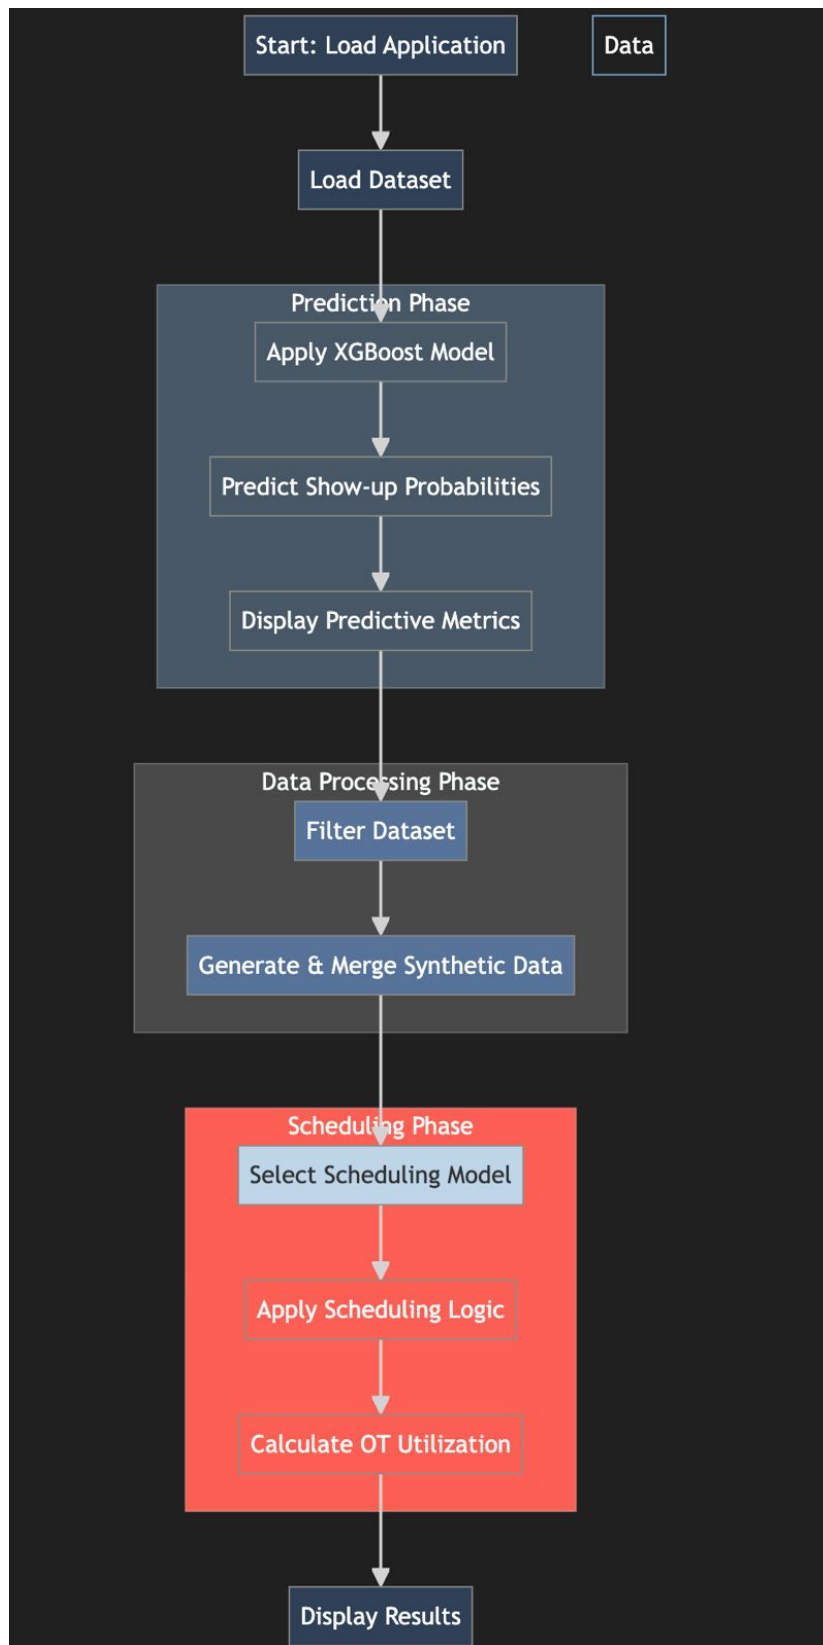 Start: Load Application
Data
Load Dataset
Prediction Phase
Apply XGBoost Model
Predict Show-up Probabilities
Display Predictive Metrics
Data Processing Phase
Filter Dataset
Generate & Merge Synthetic Data
Scheduling Phase
Select Scheduling Model
Apply Scheduling Logic
Calculate OT Utilization
Display Results